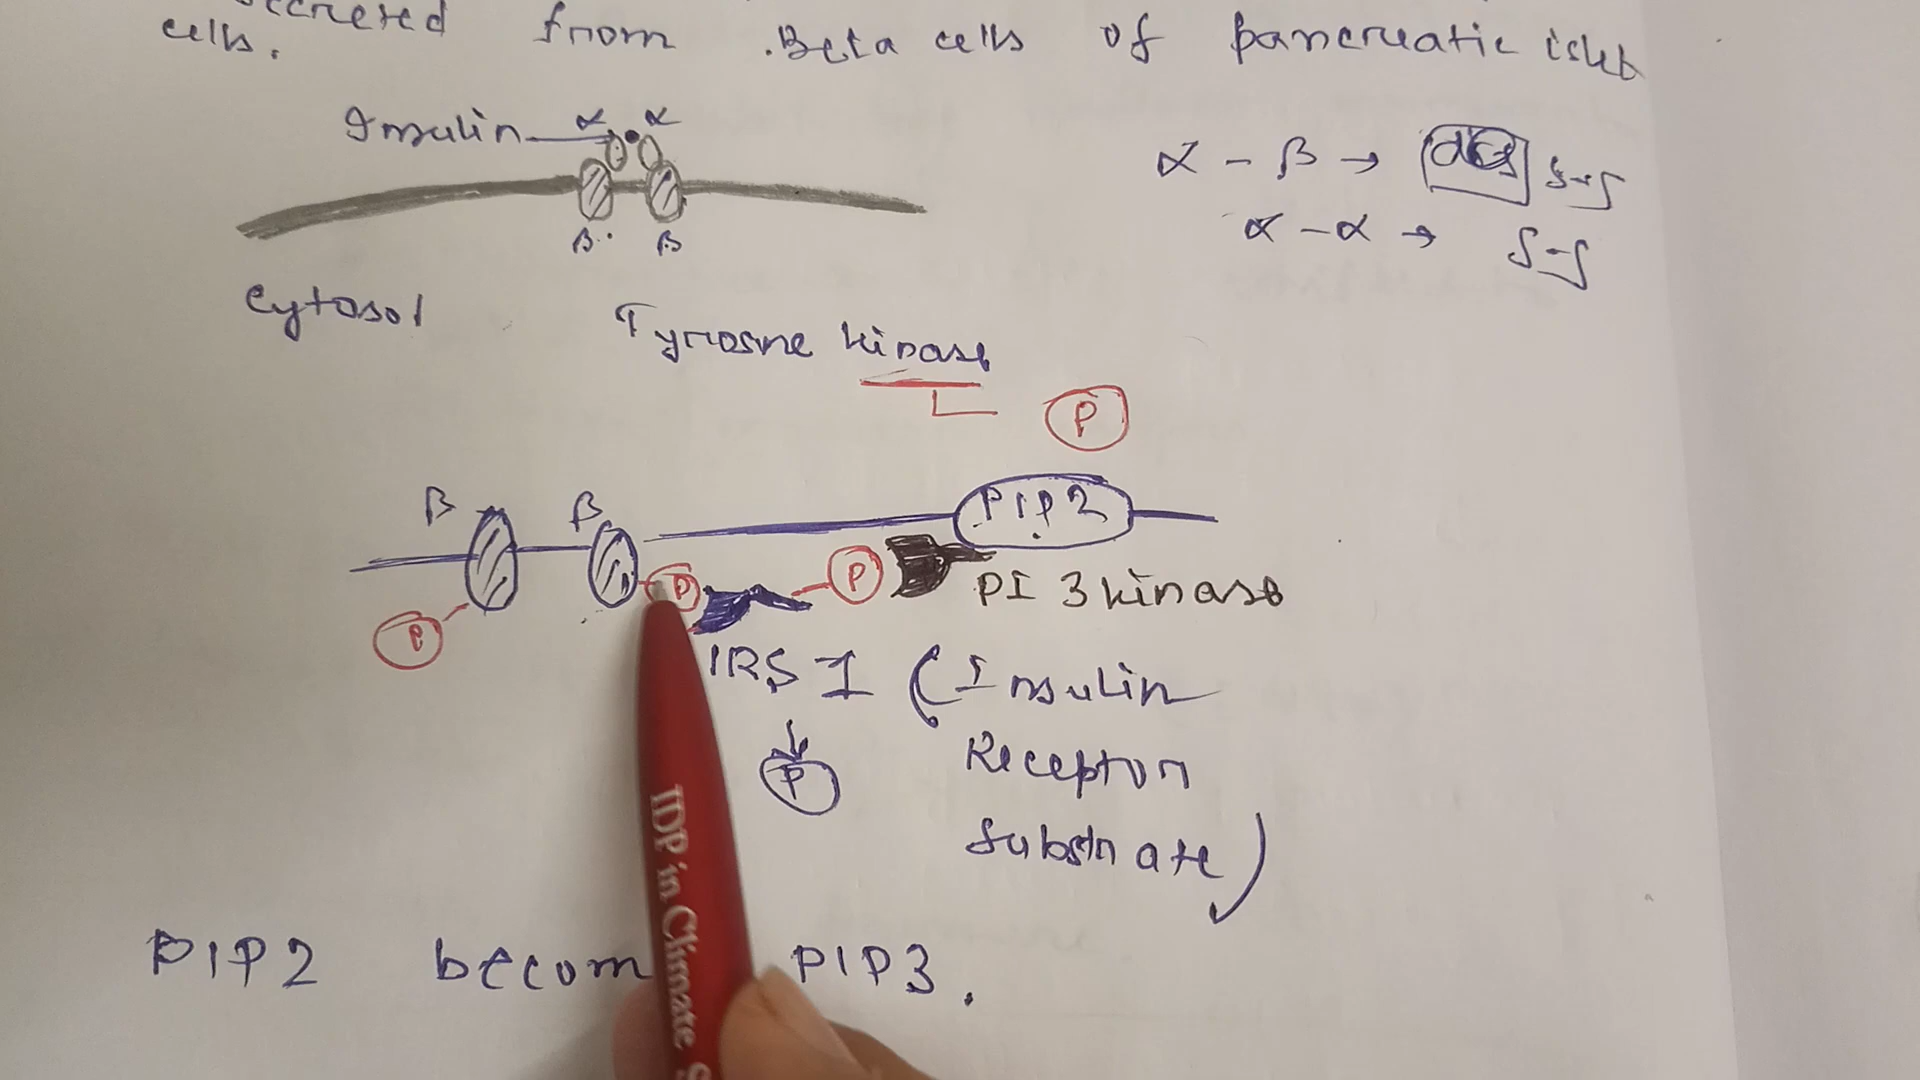 secreted from Beta cells of pancreatic islet
cells.
Insulin α α
α - β → S-S
β β
α - α → S-S
Cytosol
Tyrosine kinase
P
β β PIP2
P P PI 3 kinase
P
IRS 1 (Insulin
Receptor
Substrate)
P
PIP2 becom PIP3.
IDP in Climate S